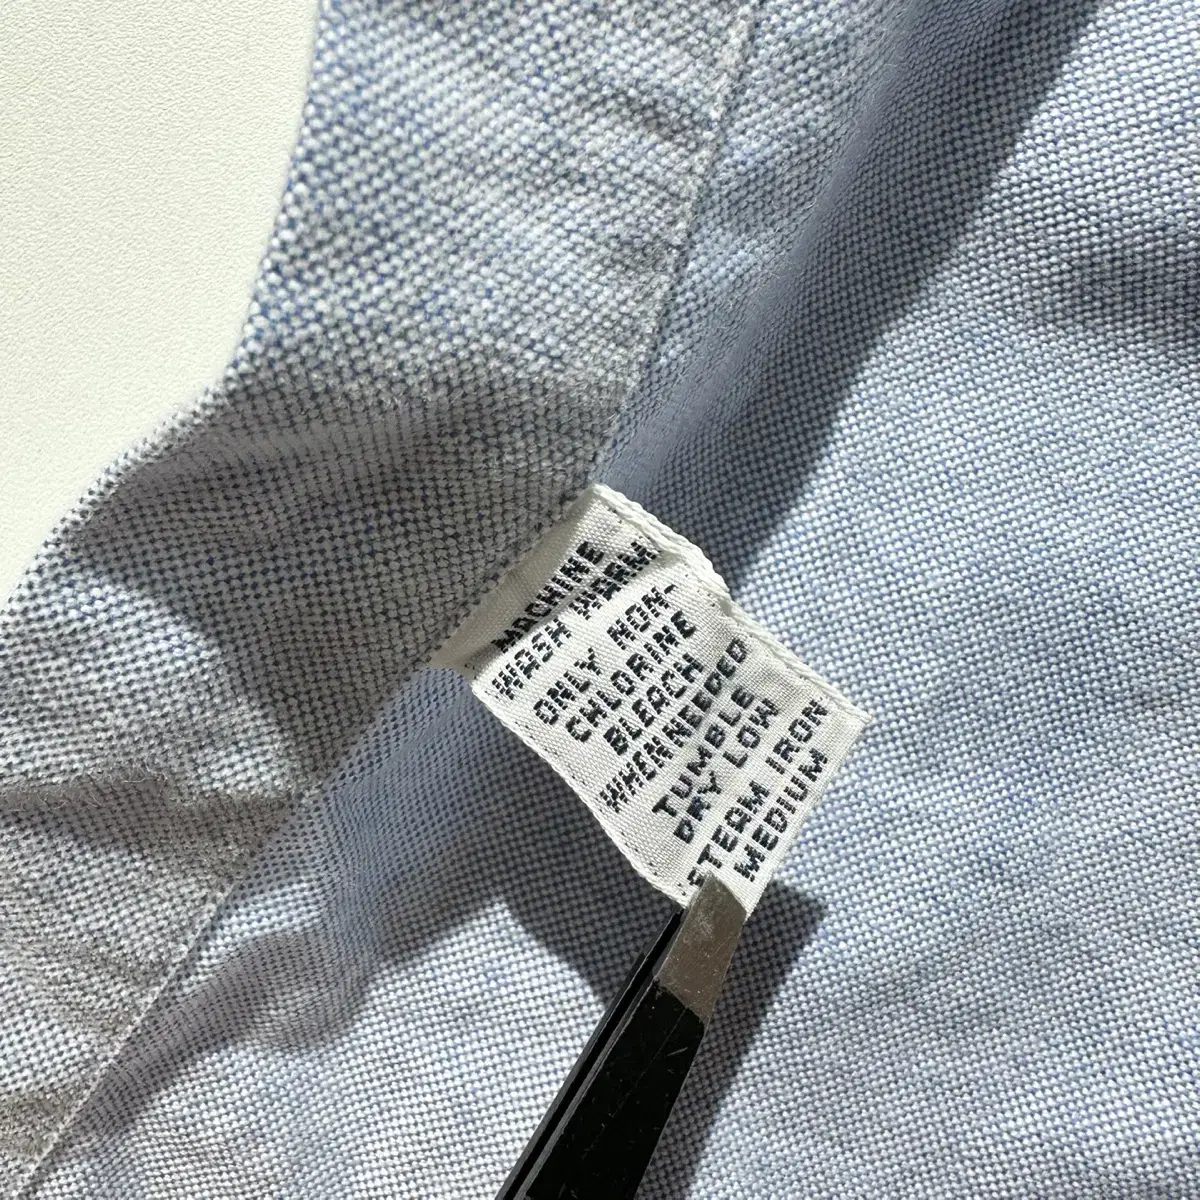 MACHINE
WASH WARM
ONLY NON-
CHLORINE
BLEACH
WHEN NEEDED
TUMBLE
DRY LOW
STEAM IRON
MEDIUM